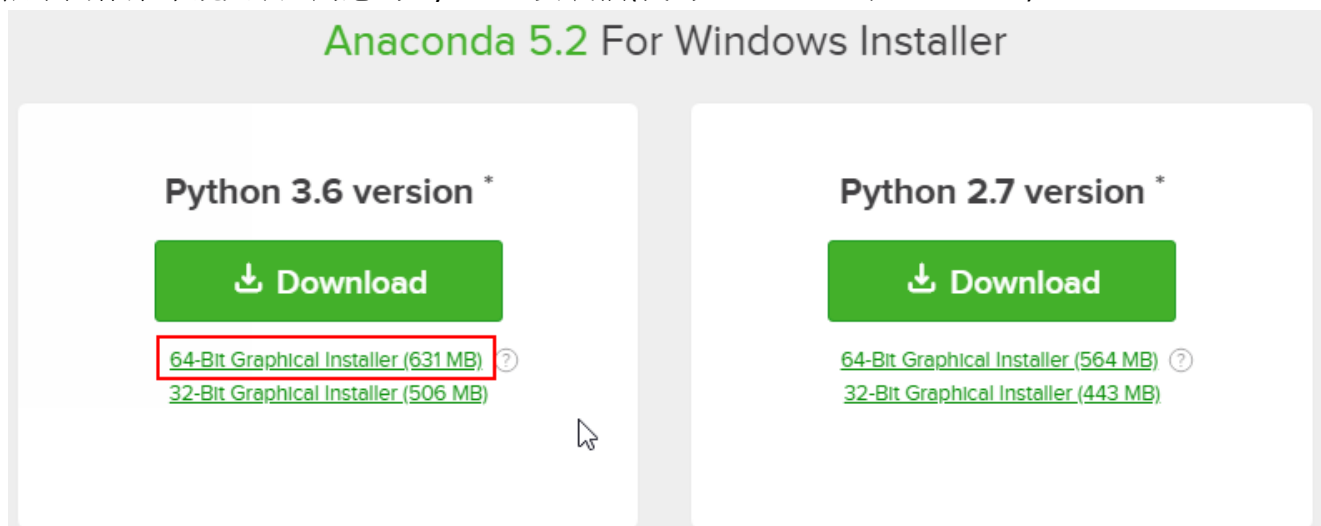 Anaconda 5.2 For Windows Installer
Python 3.6 version *
Download
64-Bit Graphical Installer (631 MB) ?
32-Bit Graphical Installer (506 MB)
Python 2.7 version *
Download
64-Bit Graphical Installer (564 MB) ?
32-Bit Graphical Installer (443 MB)